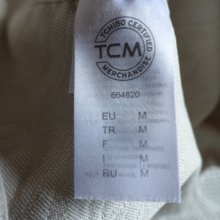 TCHIBO CERTIFIED
TCM
MERCHANDISE
664820
EU M
TR M
F M
I M
RU M